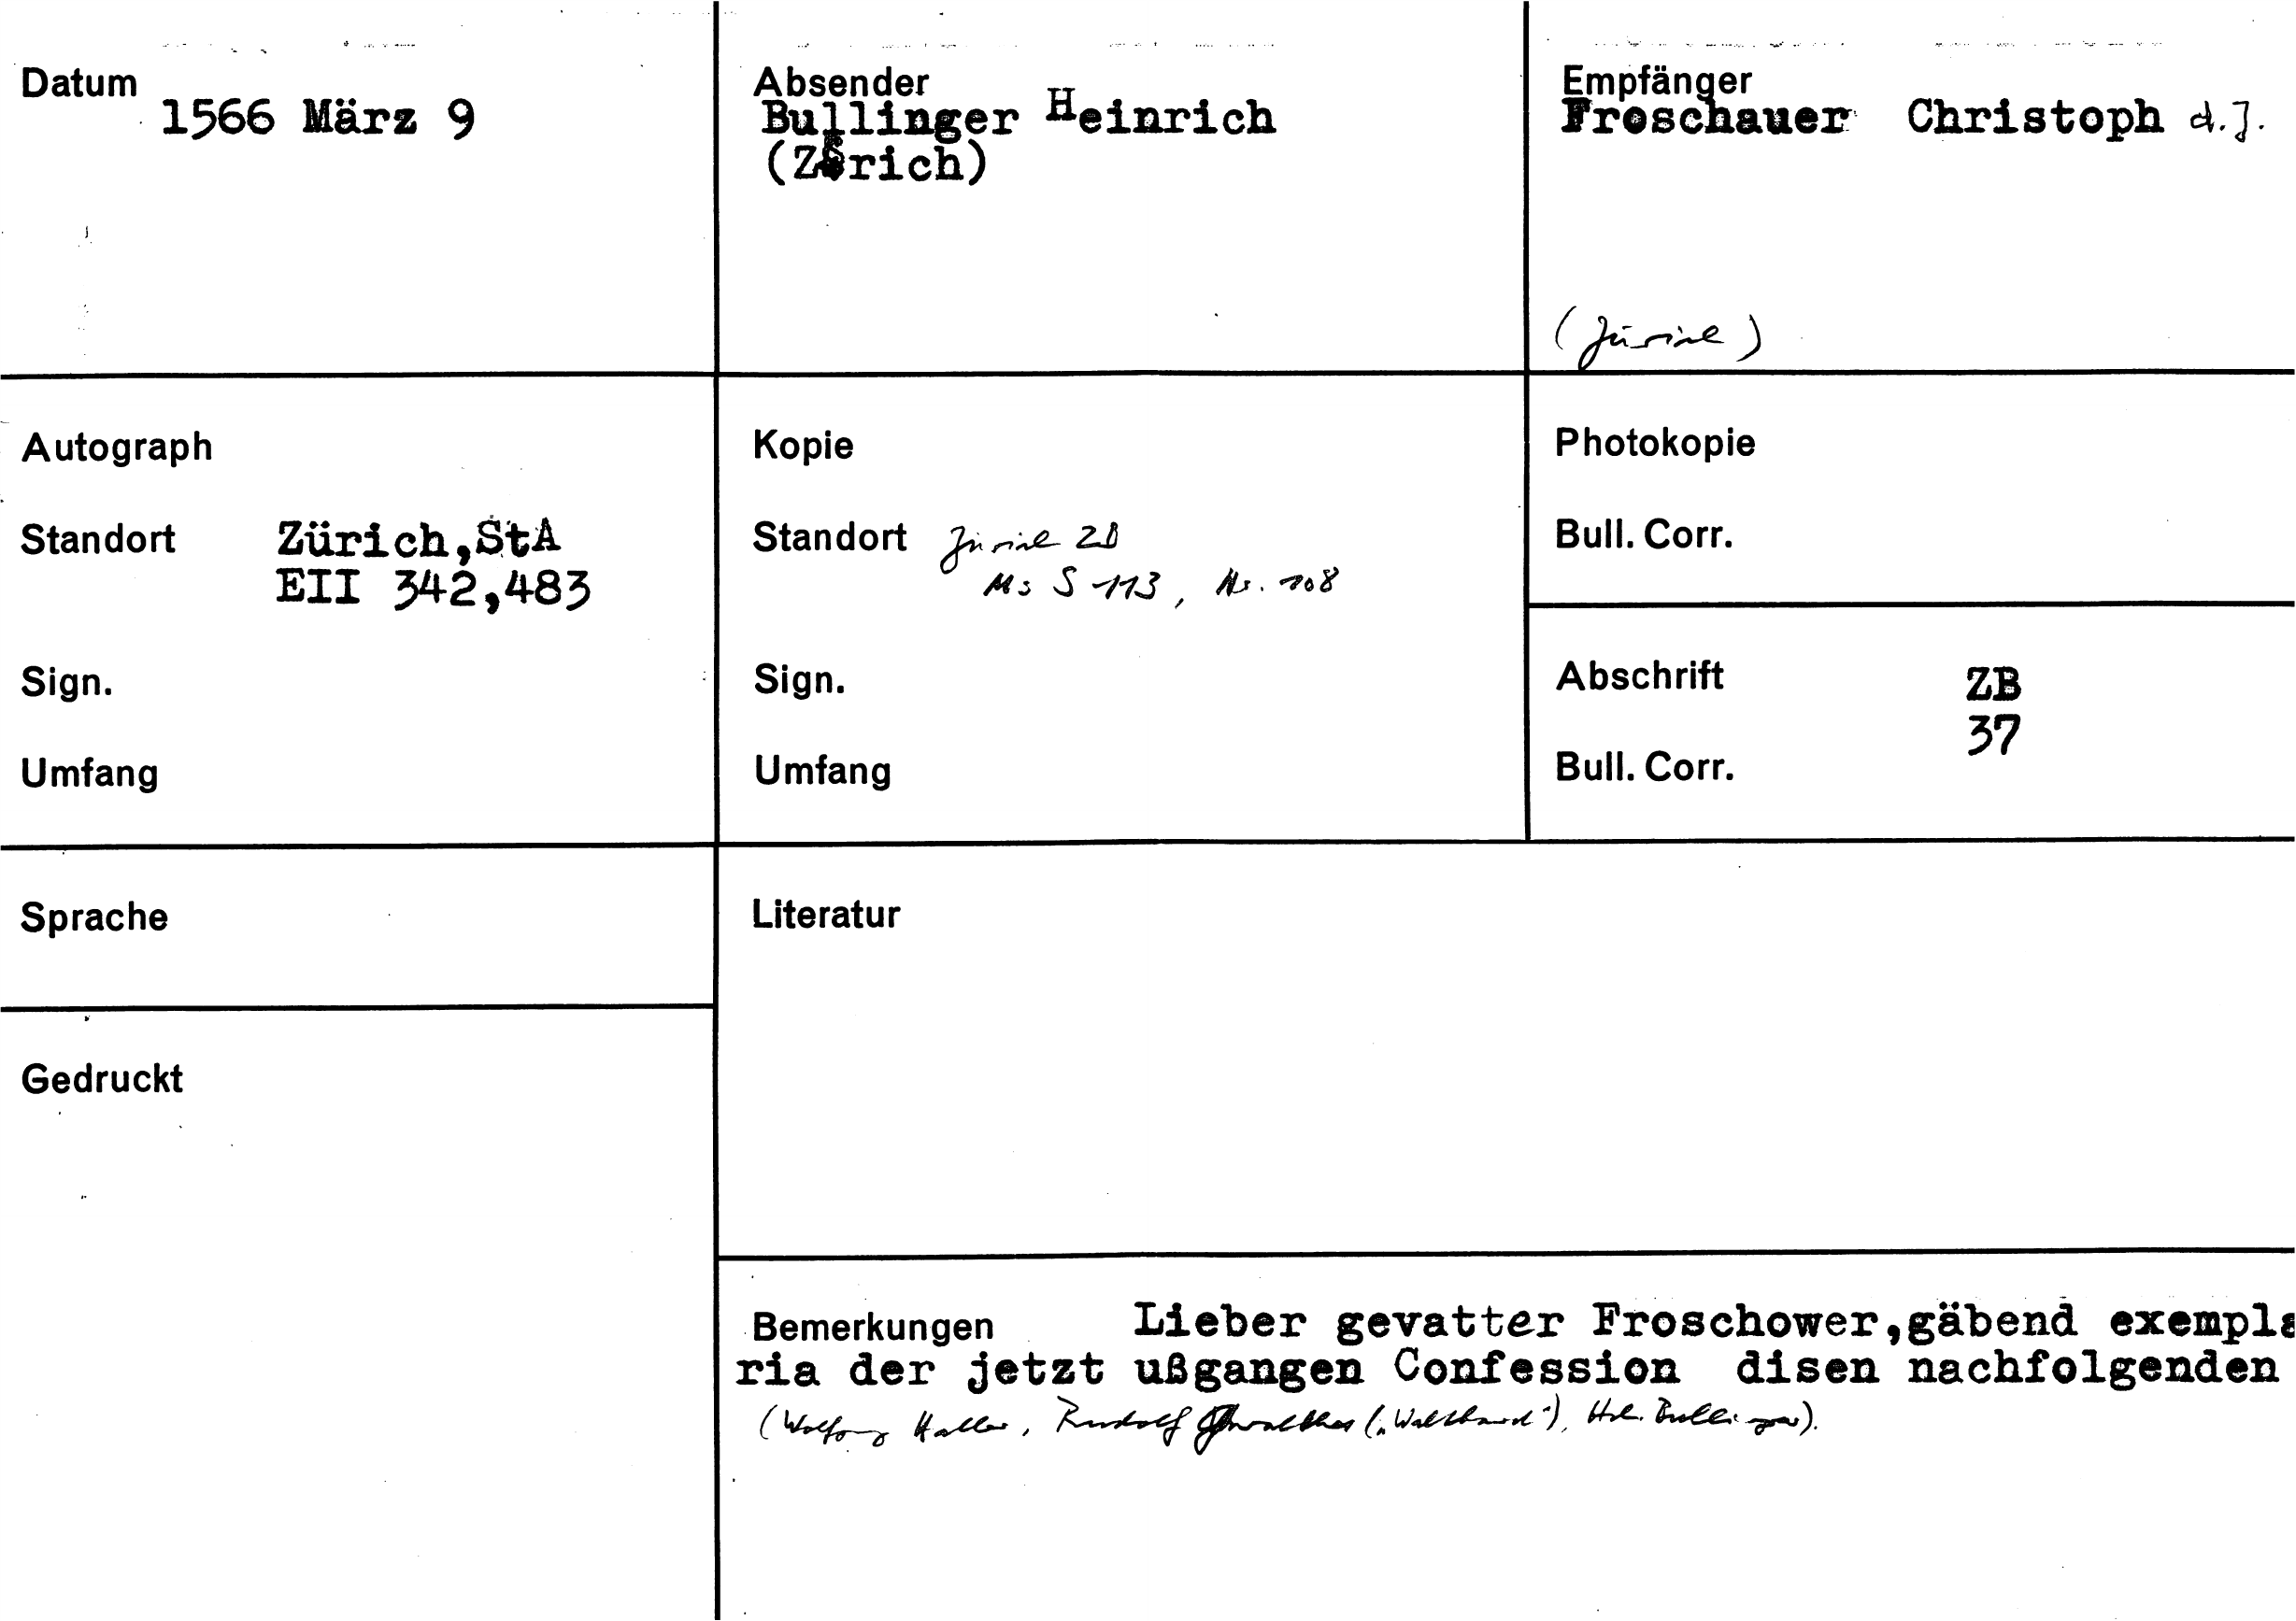 Datum
1566 März 9
Absender
Bullinger Heinrich
(Zürich)
Empfänger
Froschauer Christoph d.J.
(Zürich)
Autograph
Standort Zürich,StA
EII 342,483
Sign.
Umfang
Kopie
Standort Zürich ZB
Ms S 113, Nr. 108
Sign.
Umfang
Photokopie
Bull. Corr.
Abschrift ZB
37
Bull. Corr.
Sprache
Gedruckt
Literatur
Bemerkungen Lieber gevatter Froschower,gäbend exempla
ria der jetzt ußgangen Confession disen nachfolgenden
(Wolfgang Haller, Rudolf Gwalther („Walthard"), Hch. Bullinger).